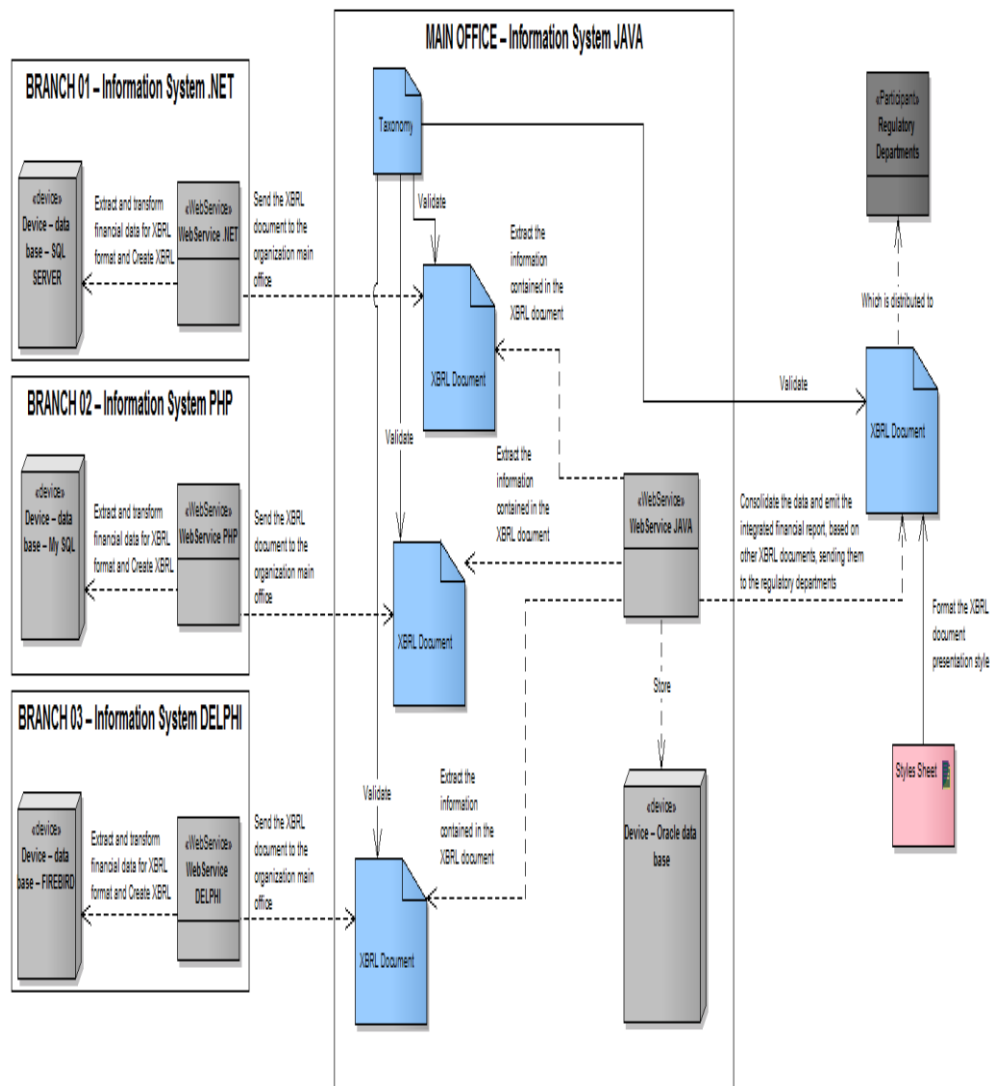 MAIN OFFICE – Information System JAVA
BRANCH 01 – Information System .NET
«device»
Device – data
base – SQL
SERVER
Extract and transform
financial data for XBRL
format and Create XBRL
«WebService»
WebService .NET
Send the XBRL
document to the
organization main
office
Taxonomy
Validate
Extract the
information
contained in the
XBRL document
XBRL Document
«Participant»
Regulatory
Departments
Which is distributed to
Validate
XBRL Document
BRANCH 02 – Information System PHP
«device»
Device – data
base – My SQL
Extract and transform
financial data for XBRL
format and Create XBRL
«WebService»
WebService PHP
Send the XBRL
document to the
organization main
office
Validate
Extract the
information
contained in the
XBRL document
XBRL Document
«WebService»
WebService JAVA
Consolidate the data and emit the
integrated financial report, based on
other XBRL documents, sending them
to the regulatory departments
Format the XBRL
document
presentation style
Store
Styles Sheet
BRANCH 03 – Information System DELPHI
«device»
Device – data
base – FIREBIRD
Extract and transform
financial data for XBRL
format and Create XBRL
«WebService»
WebService
DELPHI
Send the XBRL
document to the
organization main
office
Validate
Extract the
information
contained in the
XBRL document
XBRL Document
«device»
Device – Oracle data
base